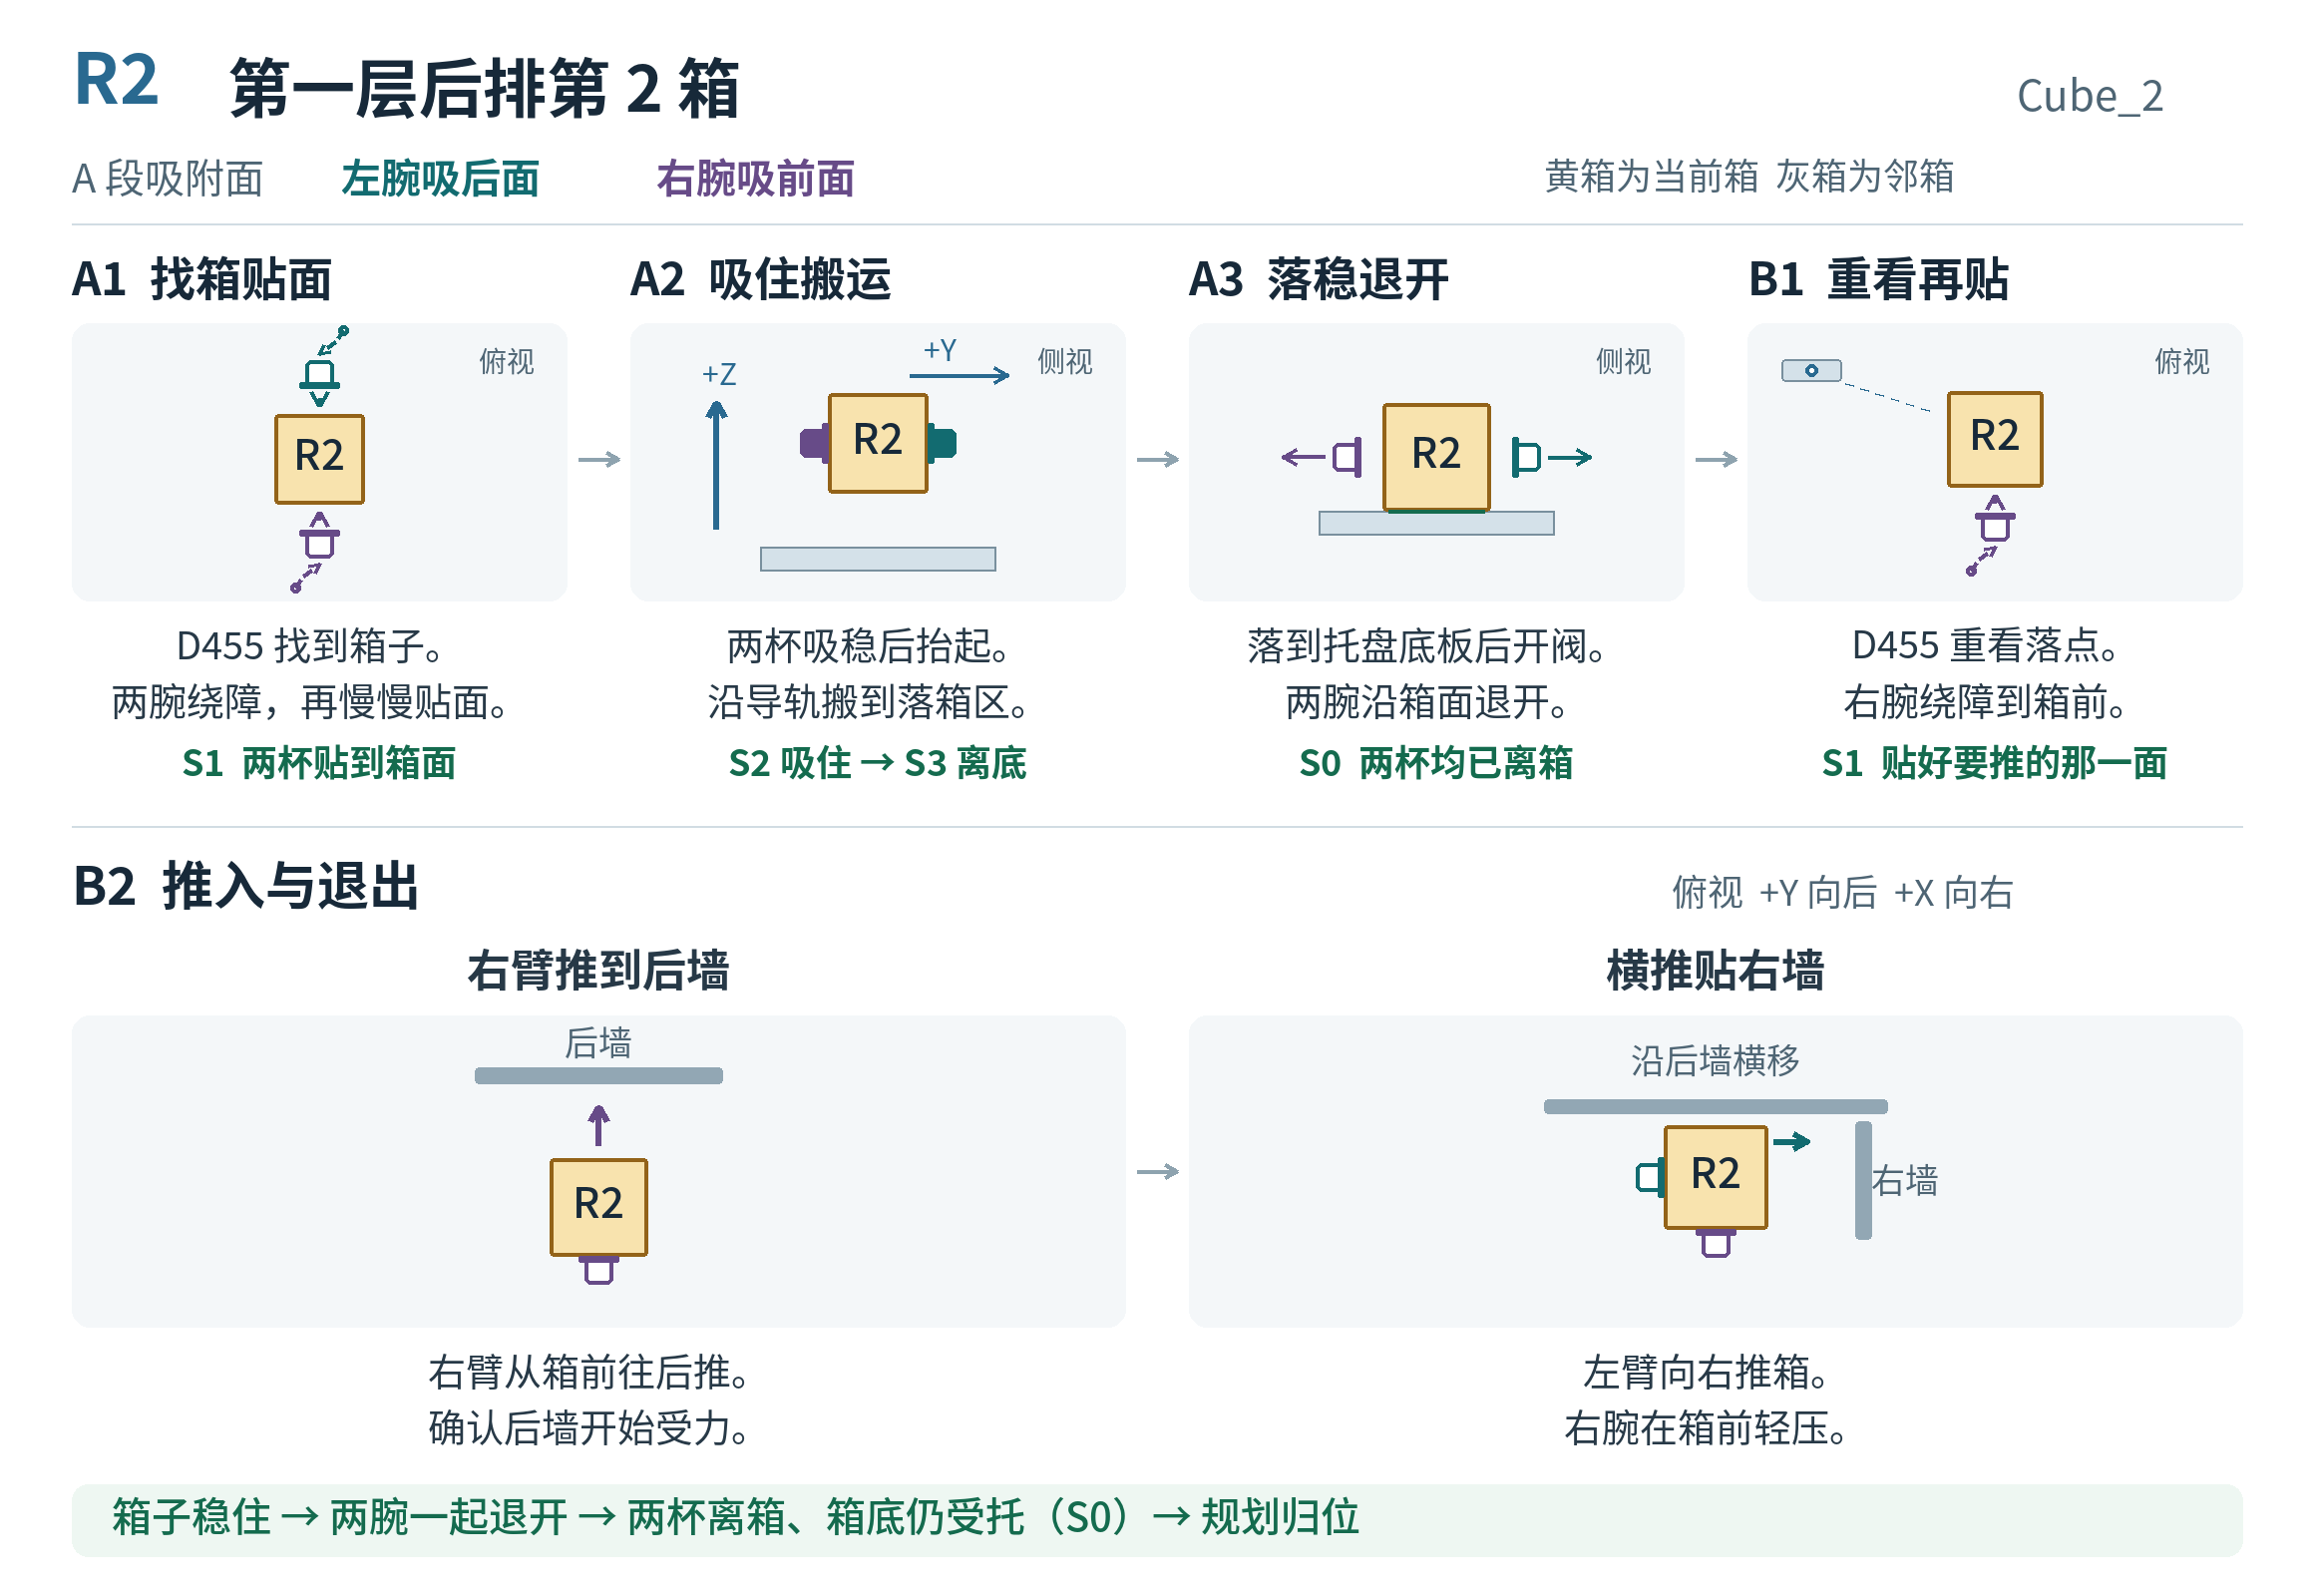 R2 第一层后排第 2 箱
Cube_2
A 段吸附面 左腕吸后面 右腕吸前面
黄箱为当前箱 灰箱为邻箱
A1 找箱贴面
俯视
R2
D455 找到箱子。
两腕绕障，再慢慢贴面。
S1 两杯贴到箱面
A2 吸住搬运
+Z
+Y
侧视
R2
两杯吸稳后抬起。
沿导轨搬到落箱区。
S2 吸住 → S3 离底
A3 落稳退开
侧视
R2
落到托盘底板后开阀。
两腕沿箱面退开。
S0 两杯均已离箱
B1 重看再贴
俯视
R2
D455 重看落点。
右腕绕障到箱前。
S1 贴好要推的那一面
B2 推入与退出
俯视 +Y 向后 +X 向右
右臂推到后墙
后墙
R2
右臂从箱前往后推。
确认后墙开始受力。
横推贴右墙
沿后墙横移
R2
右墙
左臂向右推箱。
右腕在箱前轻压。
箱子稳住 → 两腕一起退开 → 两杯离箱、箱底仍受托（S0）→ 规划归位